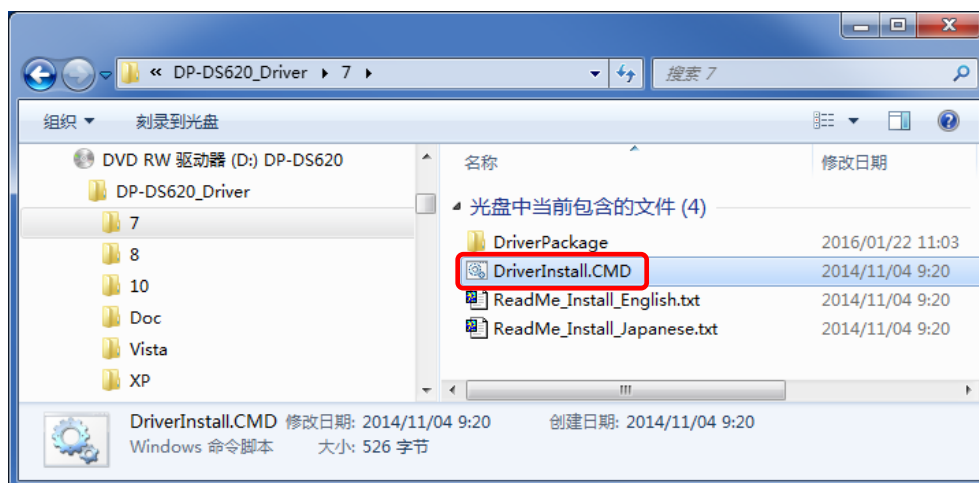 « DP-DS620_Driver ▸ 7 ▸ 搜索 7
组织 ▼ 刻录到光盘
DVD RW 驱动器 (D:) DP-DS620
DP-DS620_Driver
7
8
10
Doc
Vista
XP
名称 修改日期
光盘中当前包含的文件 (4)
DriverPackage 2016/01/22 11:03
DriverInstall.CMD 2014/11/04 9:20
ReadMe_Install_English.txt 2014/11/04 9:20
ReadMe_Install_Japanese.txt 2014/11/04 9:20
DriverInstall.CMD 修改日期: 2014/11/04 9:20 创建日期: 2014/11/04 9:20
Windows 命令脚本 大小: 526 字节